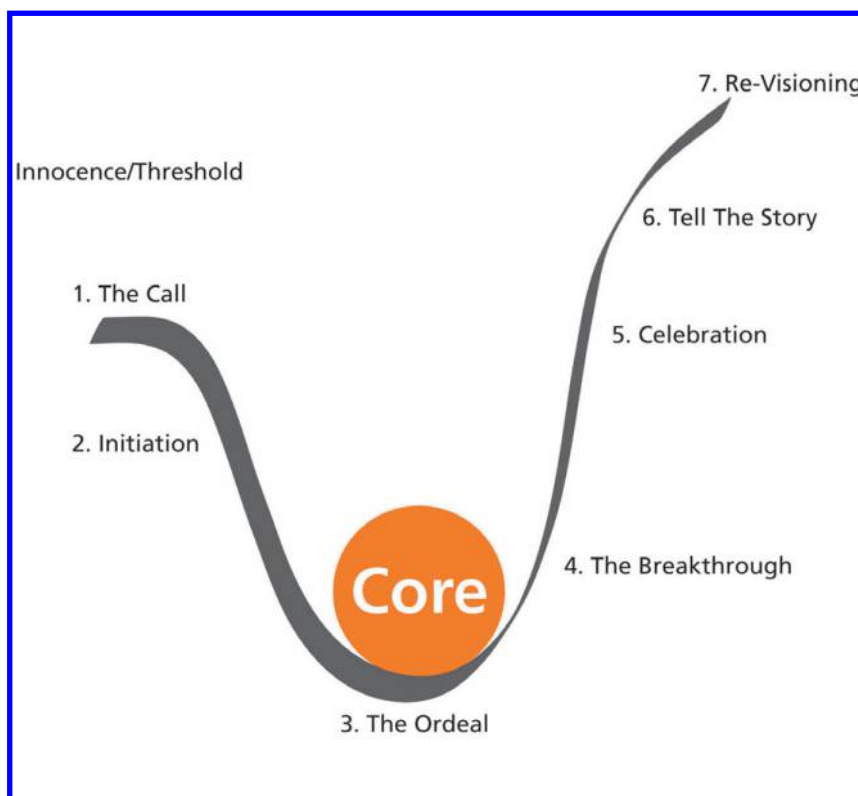 7. Re-Visioning
Innocence/Threshold
6. Tell The Story
1. The Call
5. Celebration
2. Initiation
4. The Breakthrough
Core
3. The Ordeal